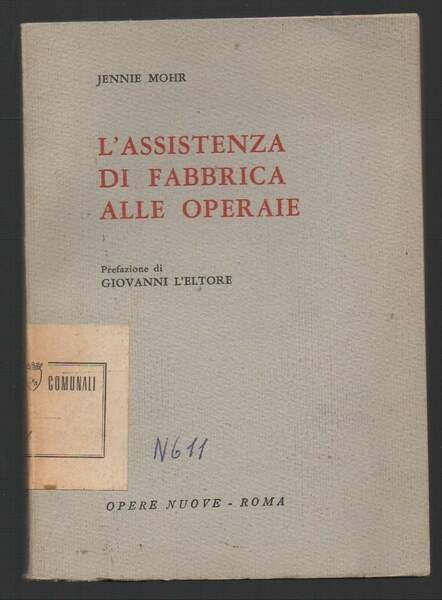 JENNIE MOHR
L'ASSISTENZA
DI FABBRICA
ALLE OPERAIE
Prefazione di
GIOVANNI L'ELTORE
COMUNALI
N611
OPERE NUOVE - ROMA